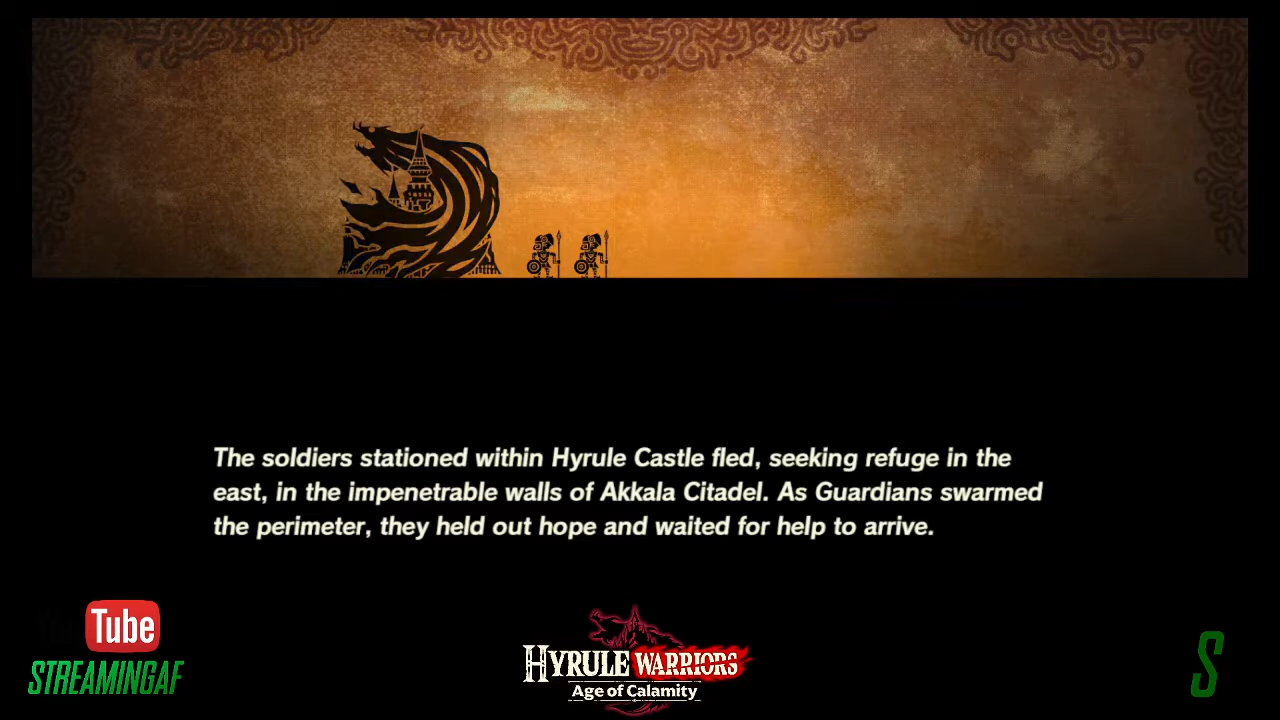 The soldiers stationed within Hyrule Castle fled, seeking refuge in the
east, in the impenetrable walls of Akkala Citadel. As Guardians swarmed
the perimeter, they held out hope and waited for help to arrive.
YouTube
STREAMINGAF
HYRULE WARRIORS
Age of Calamity
S